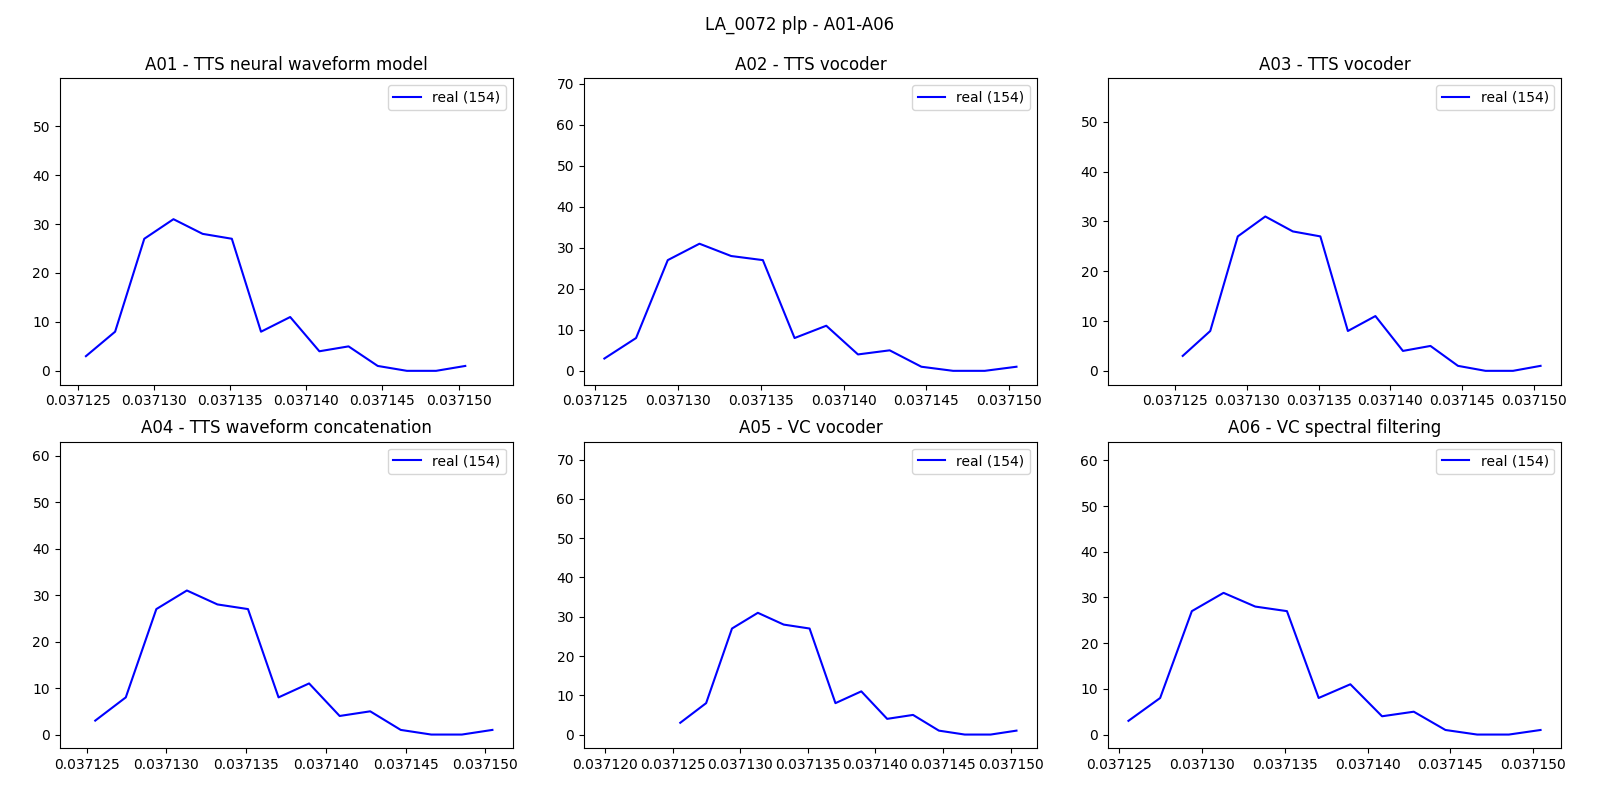 LA_0072 plp - A01-A06
A01 - TTS neural waveform model
real (154)
50
40
30
20
10
0
0.037125 0.037130 0.037135 0.037140 0.037145 0.037150
A02 - TTS vocoder
real (154)
70
60
50
40
30
20
10
0
0.037125 0.037130 0.037135 0.037140 0.037145 0.037150
A03 - TTS vocoder
real (154)
50
40
30
20
10
0
0.037125 0.037130 0.037135 0.037140 0.037145 0.037150
A04 - TTS waveform concatenation
real (154)
60
50
40
30
20
10
0
0.037125 0.037130 0.037135 0.037140 0.037145 0.037150
A05 - VC vocoder
real (154)
70
60
50
40
30
20
10
0
0.037120 0.037125 0.037130 0.037135 0.037140 0.037145 0.037150
A06 - VC spectral filtering
real (154)
60
50
40
30
20
10
0
0.037125 0.037130 0.037135 0.037140 0.037145 0.037150